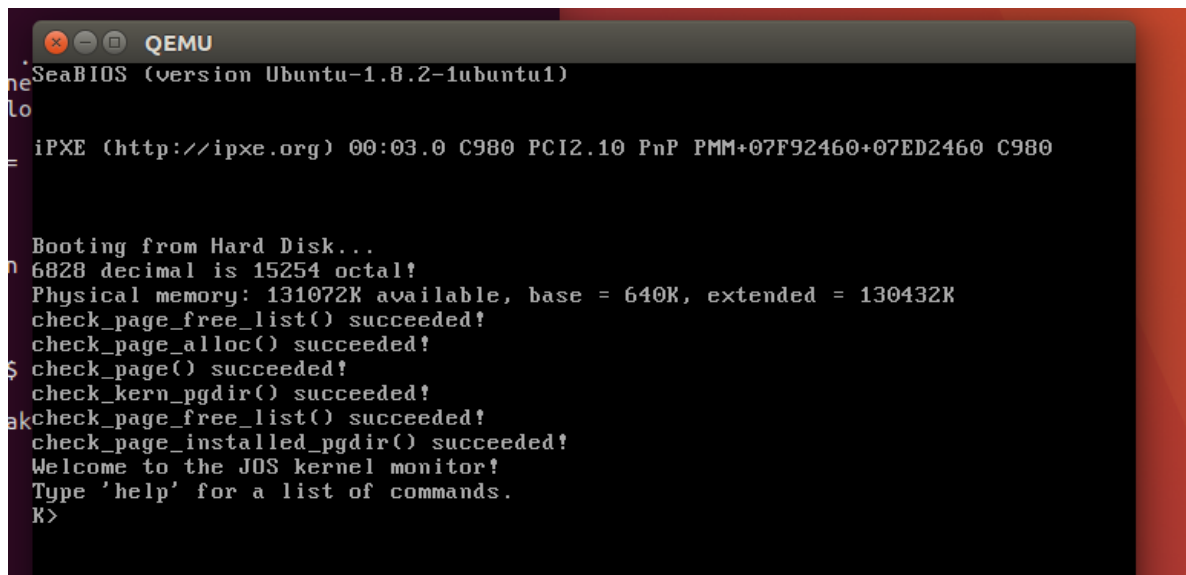 QEMU
SeaBIOS (version Ubuntu-1.8.2-1ubuntu1)
iPXE (http://ipxe.org) 00:03.0 C980 PCI2.10 PnP PMM+07F92460+07ED2460 C980
Booting from Hard Disk...
6828 decimal is 15254 octal!
Physical memory: 131072K available, base = 640K, extended = 130432K
check_page_free_list() succeeded!
check_page_alloc() succeeded!
check_page() succeeded!
check_kern_pgdir() succeeded!
check_page_free_list() succeeded!
check_page_installed_pgdir() succeeded!
Welcome to the JOS kernel monitor!
Type 'help' for a list of commands.
K>